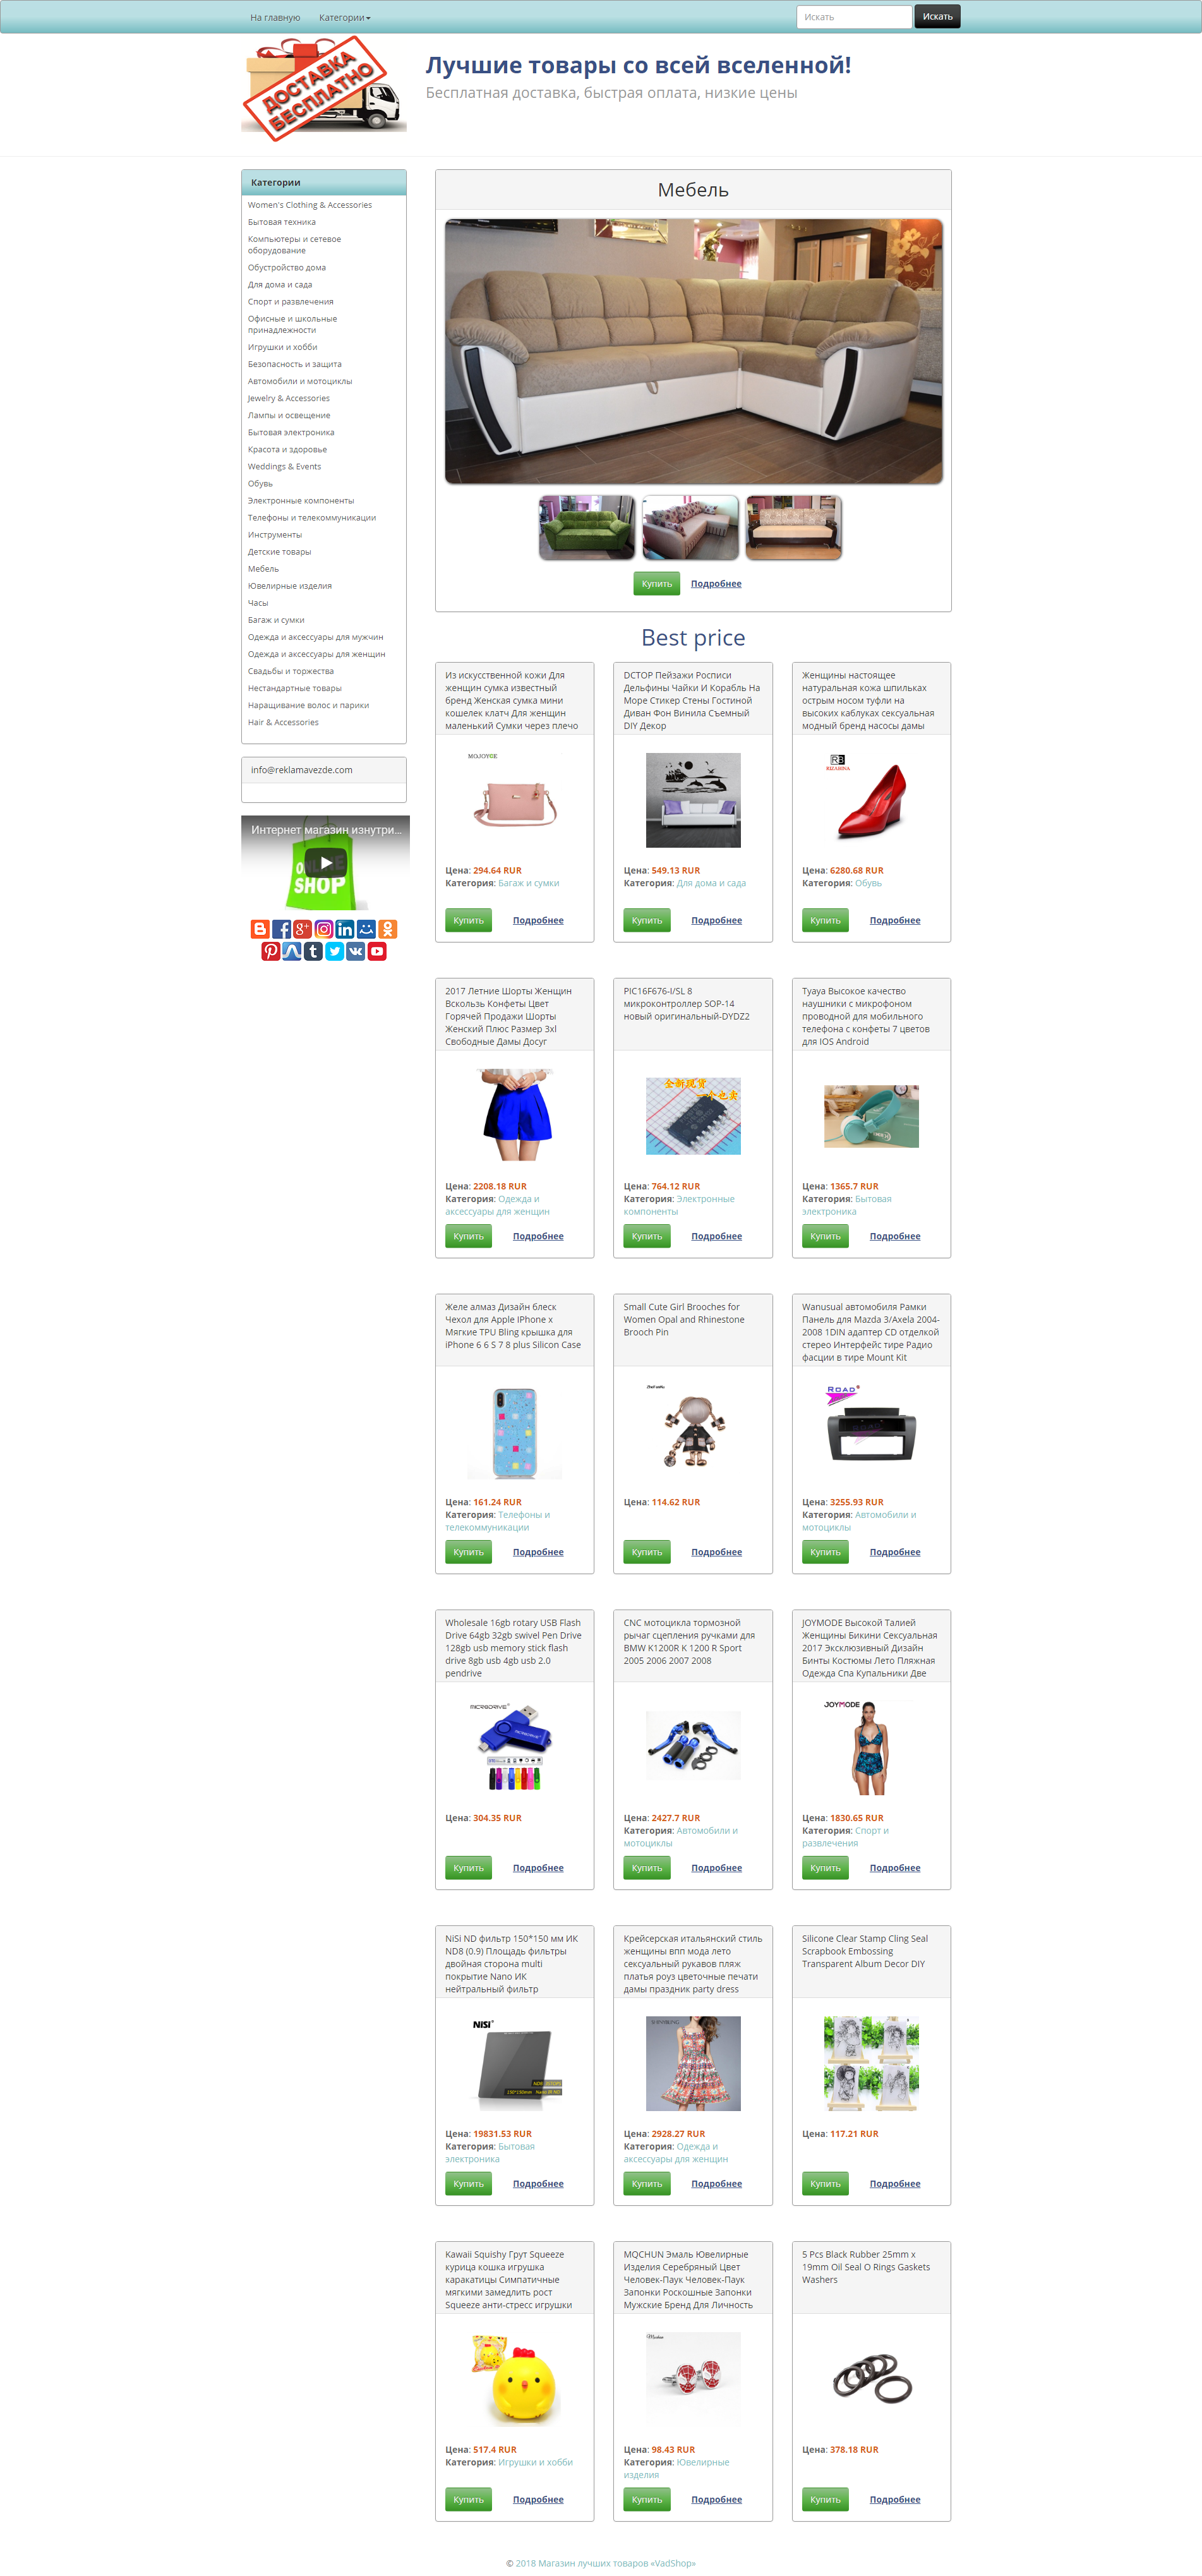 На главную
Категории
Искать
Искать
ДОСТАВКА
БЕСПЛАТНО
Лучшие товары со всей вселенной!
Бесплатная доставка, быстрая оплата, низкие цены
Категории
Women's Clothing & Accessories
Бытовая техника
Компьютеры и сетевое
оборудование
Обустройство дома
Для дома и сада
Спорт и развлечения
Офисные и школьные
принадлежности
Игрушки и хобби
Безопасность и защита
Автомобили и мотоциклы
Jewelry & Accessories
Лампы и освещение
Бытовая электроника
Красота и здоровье
Weddings & Events
Обувь
Электронные компоненты
Телефоны и телекоммуникации
Инструменты
Детские товары
Мебель
Ювелирные изделия
Часы
Багаж и сумки
Одежда и аксессуары для мужчин
Одежда и аксессуары для женщин
Свадьбы и торжества
Нестандартные товары
Наращивание волос и парики
Hair & Accessories
info@reklamavezde.com
Интернет магазин изнутри...
ONLINE
SHOP
Мебель
Купить
Подробнее
Best price
Из искусственной кожи Для
женщин сумка известный
бренд Женская сумка мини
кошелек клатч Для женщин
маленький Сумки через плечо
MOJOYCE
Цена: 294.64 RUR
Категория: Багаж и сумки
Купить
Подробнее
DCTOP Пейзажи Росписи
Дельфины Чайки И Корабль На
Море Стикер Стены Гостиной
Диван Фон Винила Съемный
DIY Декор
Цена: 549.13 RUR
Категория: Для дома и сада
Купить
Подробнее
Женщины настоящее
натуральная кожа шпильках
острым носом туфли на
высоких каблуках сексуальная
модный бренд насосы дамы
RIZABINA
Цена: 6280.68 RUR
Категория: Обувь
Купить
Подробнее
2017 Летние Шорты Женщин
Вскользь Конфеты Цвет
Горячей Продажи Шорты
Женский Плюс Размер 3xl
Свободные Дамы Досуг
Цена: 2208.18 RUR
Категория: Одежда и
аксессуары для женщин
Купить
Подробнее
PIC16F676-I/SL 8
микроконтроллер SOP-14
новый оригинальный-DYDZ2
全新现货
一个也卖
Цена: 764.12 RUR
Категория: Электронные
компоненты
Купить
Подробнее
Туауа Высокое качество
наушники с микрофоном
проводной для мобильного
телефона с конфеты 7 цветов
для IOS Android
Цена: 1365.7 RUR
Категория: Бытовая
электроника
Купить
Подробнее
Желе алмаз Дизайн блеск
Чехол для Apple IPhone x
Мягкие TPU Bling крышка для
iPhone 6 6 S 7 8 plus Silicon Case
Цена: 161.24 RUR
Категория: Телефоны и
телекоммуникации
Купить
Подробнее
Small Cute Girl Brooches for
Women Opal and Rhinestone
Brooch Pin
Цена: 114.62 RUR
Купить
Подробнее
Wanusual автомобиля Рамки
Панель для Mazda 3/Axela 2004-
2008 1DIN адаптер CD отделкой
стерео Интерфейс тире Радио
фасции в тире Mount Kit
ROAD
Цена: 3255.93 RUR
Категория: Автомобили и
мотоциклы
Купить
Подробнее
Wholesale 16gb rotary USB Flash
Drive 64gb 32gb swivel Pen Drive
128gb usb memory stick flash
drive 8gb usb 4gb usb 2.0
pendrive
MICRODRIVE
Цена: 304.35 RUR
Купить
Подробнее
CNC мотоцикла тормозной
рычаг сцепления ручками для
BMW K1200R K 1200 R Sport
2005 2006 2007 2008
Цена: 2427.7 RUR
Категория: Автомобили и
мотоциклы
Купить
Подробнее
JOYMODE Высокой Талией
Женщины Бикини Сексуальная
2017 Эксклюзивный Дизайн
Бинты Костюмы Лето Пляжная
Одежда Спа Купальники Две
JOYMODE
Цена: 1830.65 RUR
Категория: Спорт и
развлечения
Купить
Подробнее
NiSi ND фильтр 150*150 мм ИК
ND8 (0.9) Площадь фильтры
двойная сторона multi
покрытие Nano ИК
нейтральный фильтр
NiSi
Цена: 19831.53 RUR
Категория: Бытовая
электроника
Купить
Подробнее
Крейсерская итальянский стиль
женщины впп мода лето
сексуальный рукавов пляж
платья роуз цветочные печати
дамы праздник party dress
Цена: 2928.27 RUR
Категория: Одежда и
аксессуары для женщин
Купить
Подробнее
Silicone Clear Stamp Cling Seal
Scrapbook Embossing
Transparent Album Decor DIY
Цена: 117.21 RUR
Купить
Подробнее
Kawaii Squishy Грут Squeeze
курица кошка игрушка
каракатицы Симпатичные
мягкими замедлить рост
Squeeze анти-стресс игрушки
Цена: 517.4 RUR
Категория: Игрушки и хобби
Купить
Подробнее
MQCHUN Эмаль Ювелирные
Изделия Серебряный Цвет
Человек-Паук Человек-Паук
Запонки Роскошные Запонки
Мужские Бренд Для Личность
Цена: 98.43 RUR
Категория: Ювелирные
изделия
Купить
Подробнее
5 Pcs Black Rubber 25mm x
19mm Oil Seal O Rings Gaskets
Washers
Цена: 378.18 RUR
Купить
Подробнее
© 2018 Магазин лучших товаров «VadShop»